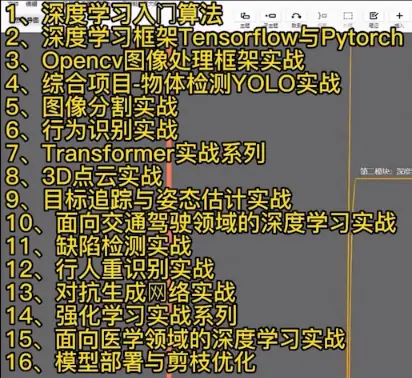 1、深度学习入门算法
2、深度学习框架Tensorflow与Pytorch
3、Opencv图像处理框架实战
4、综合项目-物体检测YOLO实战
5、图像分割实战
6、行为识别实战
7、Transformer实战系列
8、3D点云实战
第二模块：深度
9、目标追踪与姿态估计实战
10、面向交通驾驶领域的深度学习实战
11、缺陷检测实战
12、行人重识别实战
13、对抗生成网络实战
14、强化学习实战系列
15、面向医学领域的深度学习实战
16、模型部署与剪枝优化